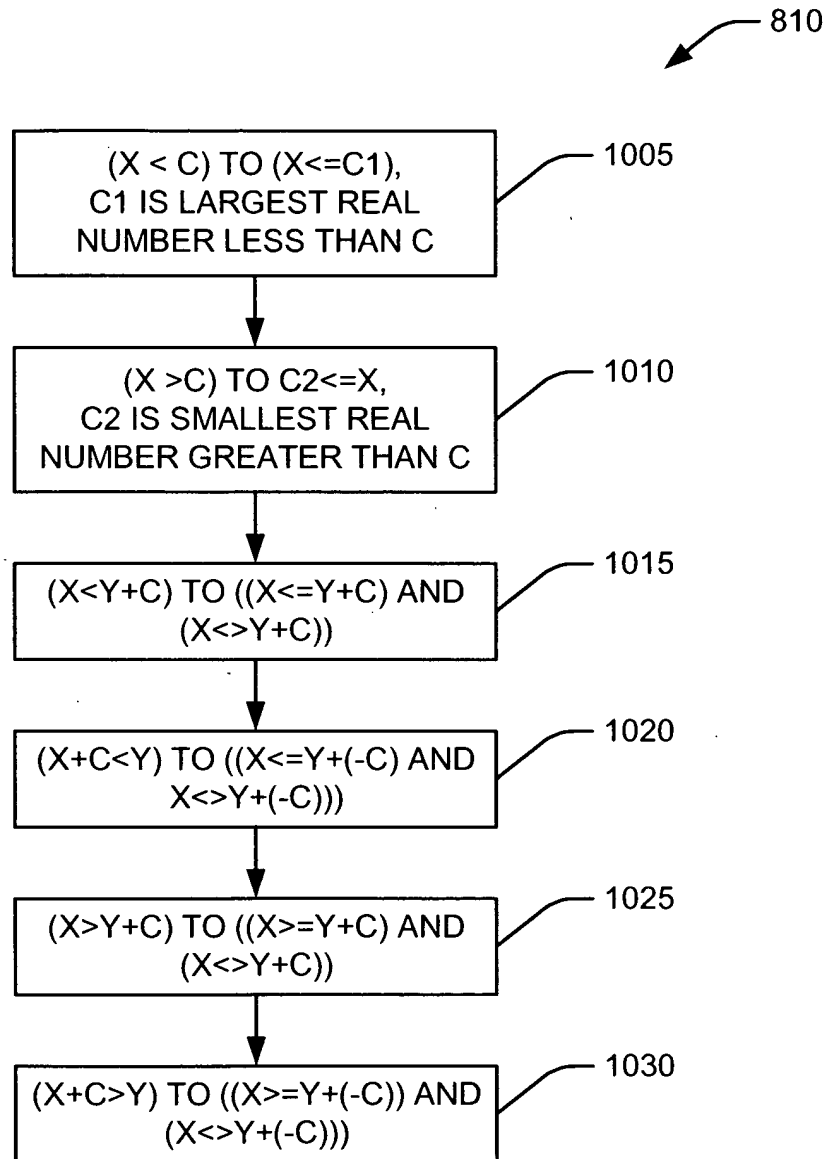 810
(X < C) TO (X<=C1),
C1 IS LARGEST REAL
NUMBER LESS THAN C
1005
(X >C) TO C2<=X,
C2 IS SMALLEST REAL
NUMBER GREATER THAN C
1010
(X<Y+C) TO ((X<=Y+C) AND
(X<>Y+C))
1015
(X+C<Y) TO ((X<=Y+(-C) AND
X<>Y+(-C)))
1020
(X>Y+C) TO ((X>=Y+C) AND
(X<>Y+C))
1025
(X+C>Y) TO ((X>=Y+(-C)) AND
(X<>Y+(-C)))
1030